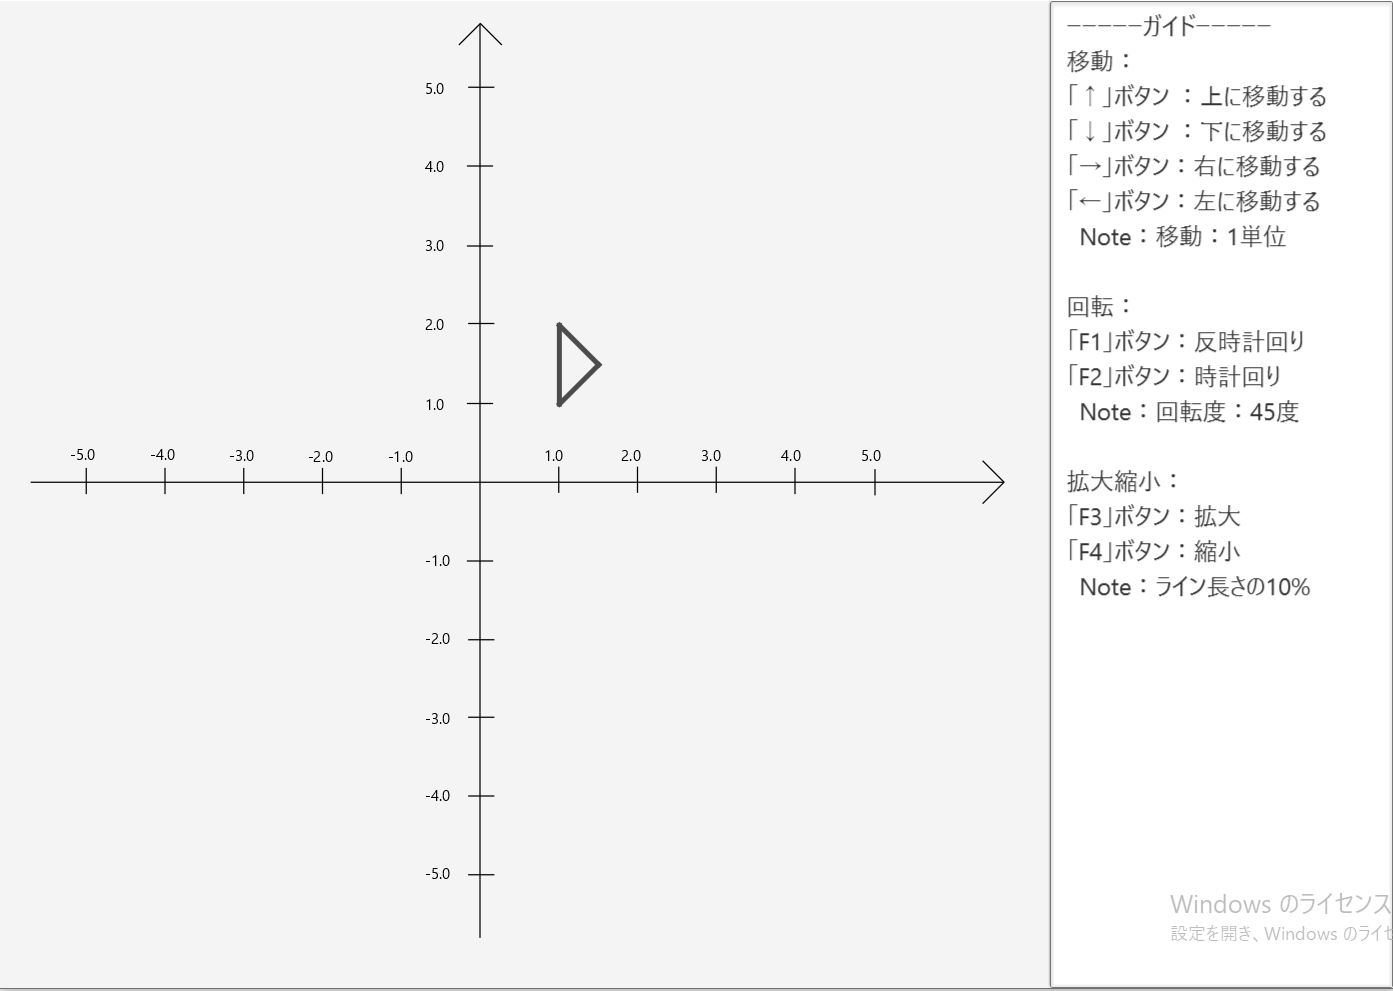 5.0
4.0
3.0
2.0
1.0
-5.0 -4.0 -3.0 -2.0 -1.0 1.0 2.0 3.0 4.0 5.0
-1.0
-2.0
-3.0
-4.0
-5.0
−−−−−ガイド−−−−−
移動：
「↑」ボタン ：上に移動する
「↓」ボタン ：下に移動する
「→」ボタン：右に移動する
「←」ボタン：左に移動する
Note：移動：1単位
回転：
「F1」ボタン：反時計回り
「F2」ボタン：時計回り
Note：回転度：45度
拡大縮小：
「F3」ボタン：拡大
「F4」ボタン：縮小
Note：ライン長さの10%
Windows のライセンス
設定を開き、Windows のライセ